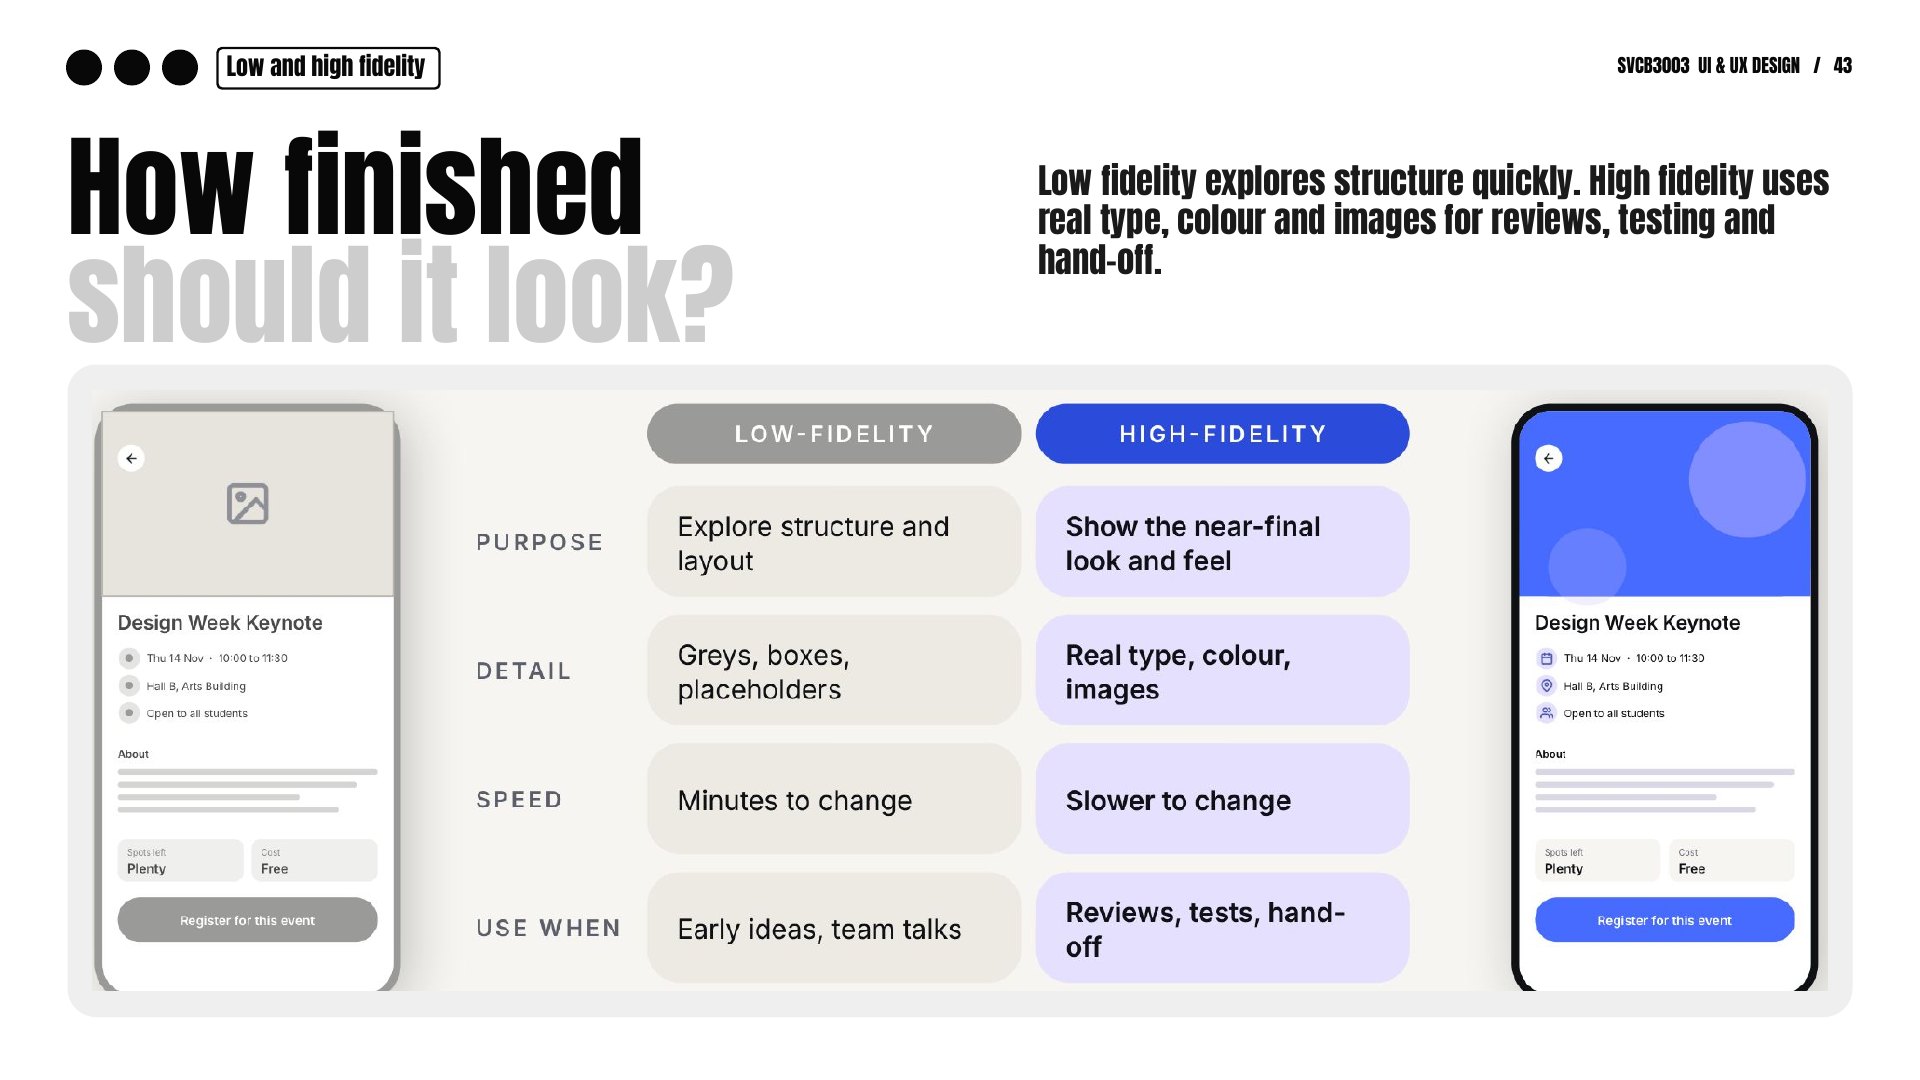 Low and high fidelity
SVCB3003 UI & UX DESIGN / 43
How finished
should it look?
Low fidelity explores structure quickly. High fidelity uses
real type, colour and images for reviews, testing and
hand-off.
Design Week Keynote
Thu 14 Nov · 10:00 to 11:30
Hall B, Arts Building
Open to all students
About
Spots left
Plenty
Cost
Free
Register for this event
LOW-FIDELITY
HIGH-FIDELITY
PURPOSE
Explore structure and
layout
Show the near-final
look and feel
DETAIL
Greys, boxes,
placeholders
Real type, colour,
images
SPEED
Minutes to change
Slower to change
USE WHEN
Early ideas, team talks
Reviews, tests, hand-
off
Design Week Keynote
Thu 14 Nov · 10:00 to 11:30
Hall B, Arts Building
Open to all students
About
Spots left
Plenty
Cost
Free
Register for this event